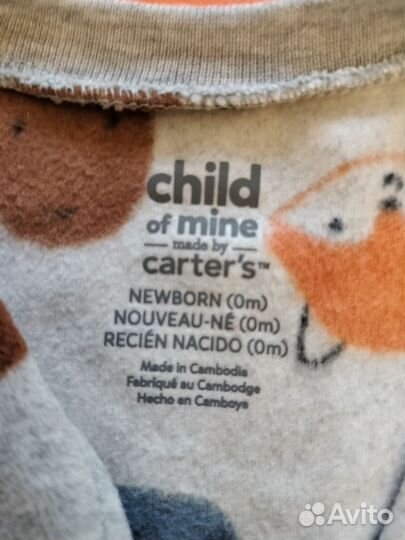 child
of mine
made by
carter's™
NEWBORN (0m)
NOUVEAU-NÉ (0m)
RECIÉN NACIDO (0m)
Made in Cambodia
Fabriqué au Cambodge
Hecho en Camboya
Avito